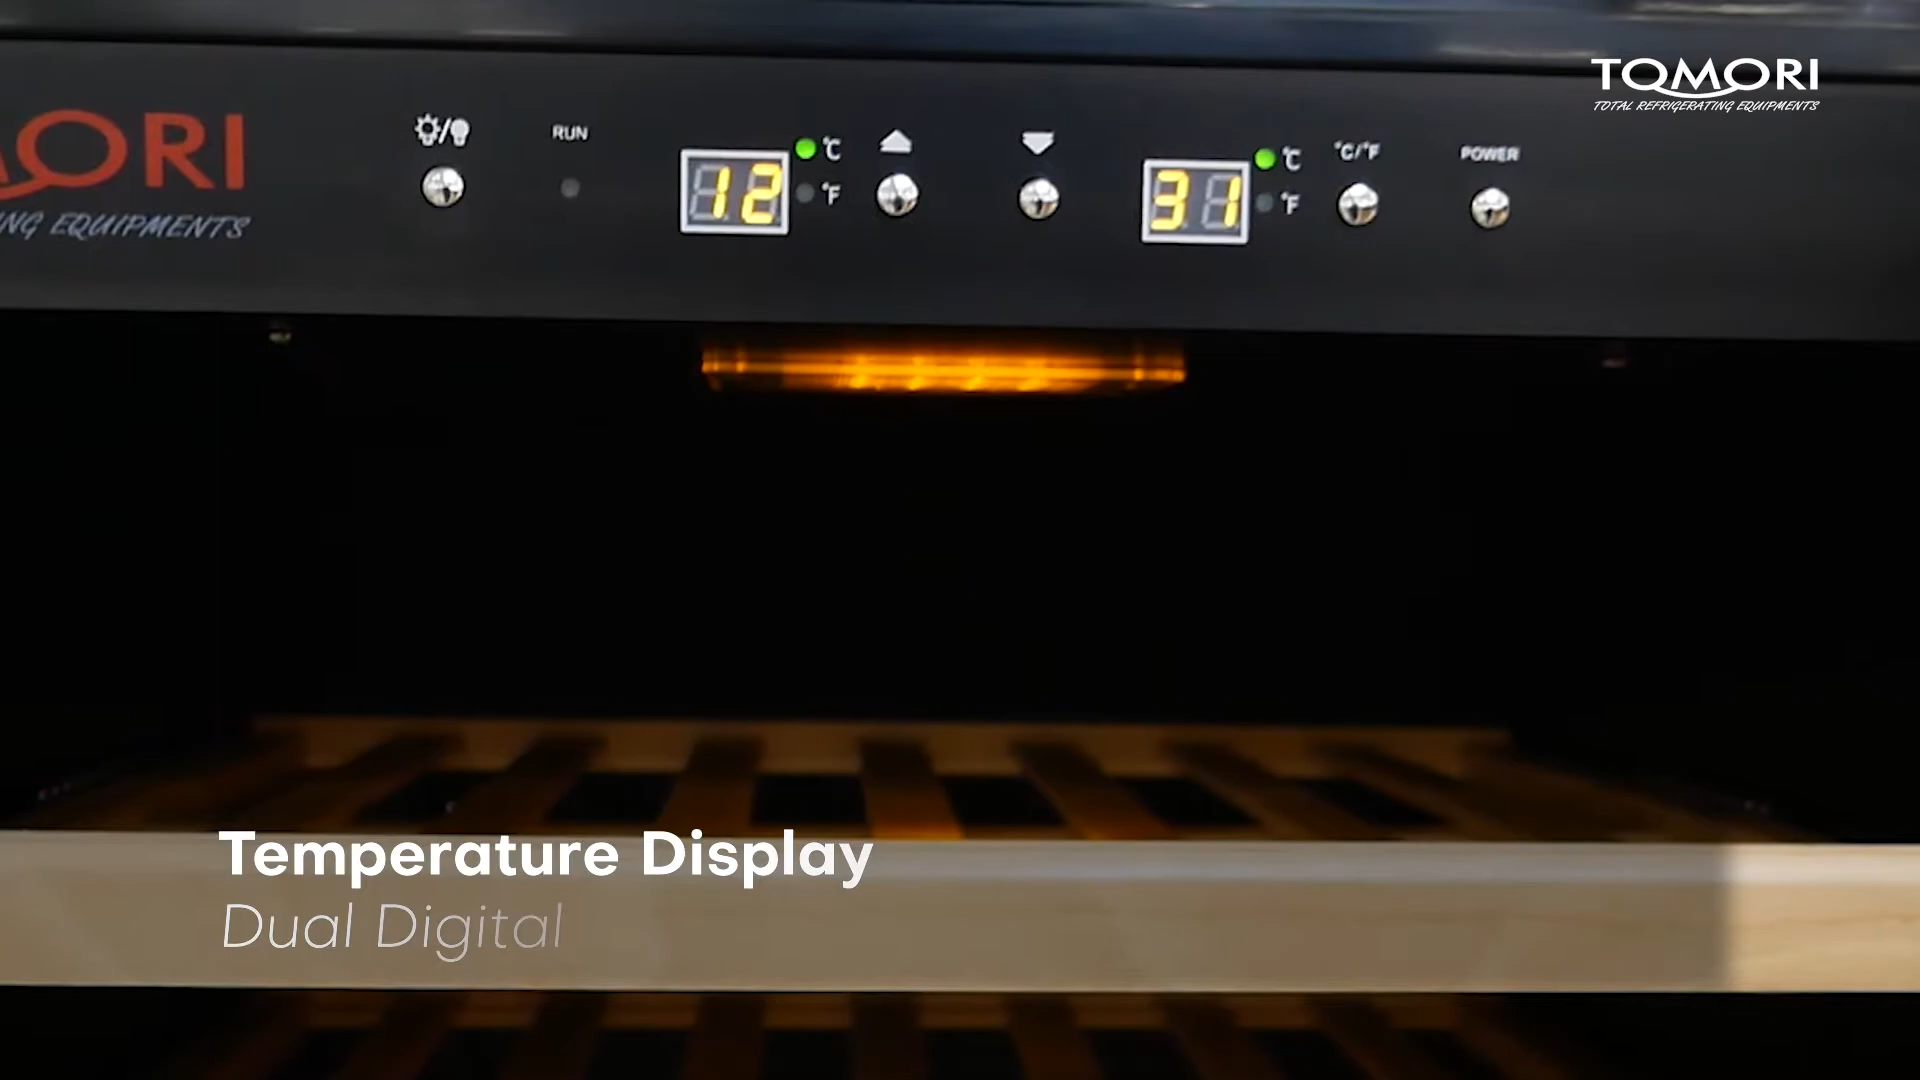 TOMORI
TOTAL REFRIGERATING EQUIPMENTS
ORI
NG EQUIPMENTS
RUN
12
°C
°F
31
°C
°F
°C/°F
POWER
Temperature Display
Dual Digital